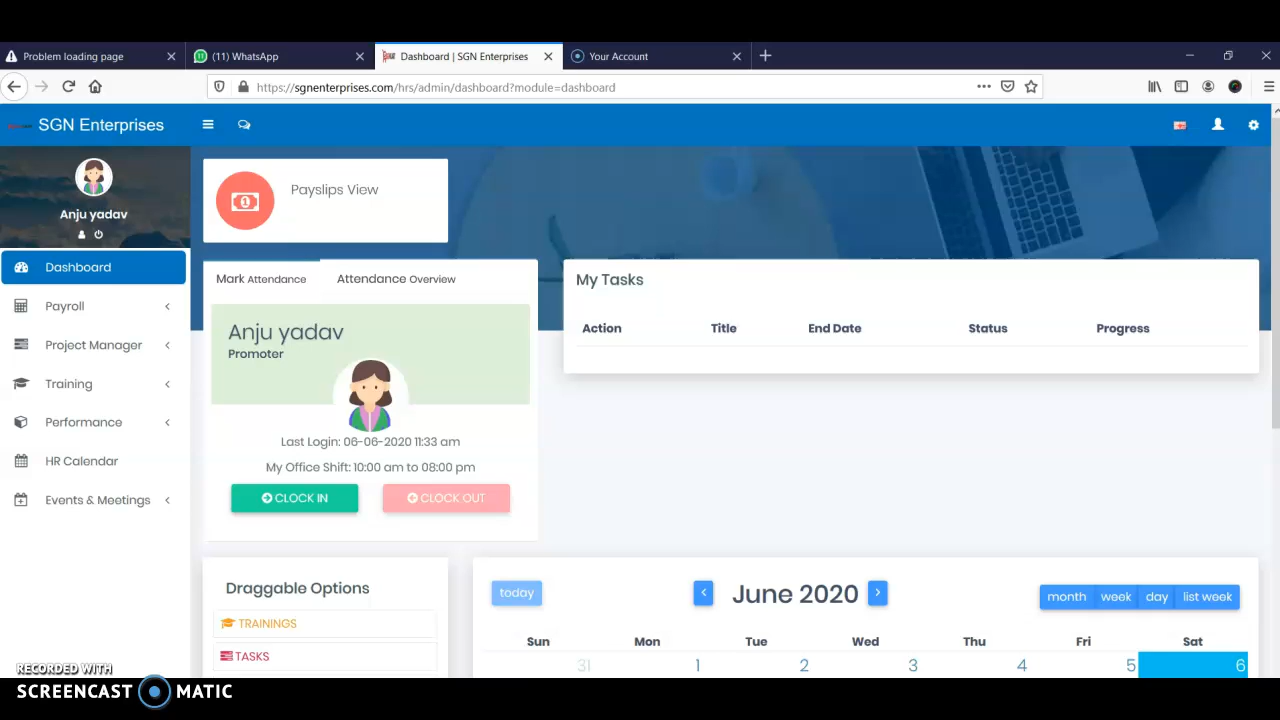 Problem loading page
(11) WhatsApp
Dashboard | SGN Enterprises
Your Account
https://sgnenterprises.com/hrs/admin/dashboard?module=dashboard
SGN Enterprises
Anju yadav
Dashboard
Payroll
Project Manager
Training
Performance
HR Calendar
Events & Meetings
Payslips View
Mark Attendance
Attendance Overview
Anju yadav
Promoter
Last Login: 06-06-2020 11:33 am
My Office Shift: 10:00 am to 08:00 pm
CLOCK IN
CLOCK OUT
My Tasks
Action Title End Date Status Progress
Draggable Options
TRAININGS
TASKS
today
June 2020
month week day list week
Sun Mon Tue Wed Thu Fri Sat
31 1 2 3 4 5 6
RECORDED WITH
SCREENCAST MATIC